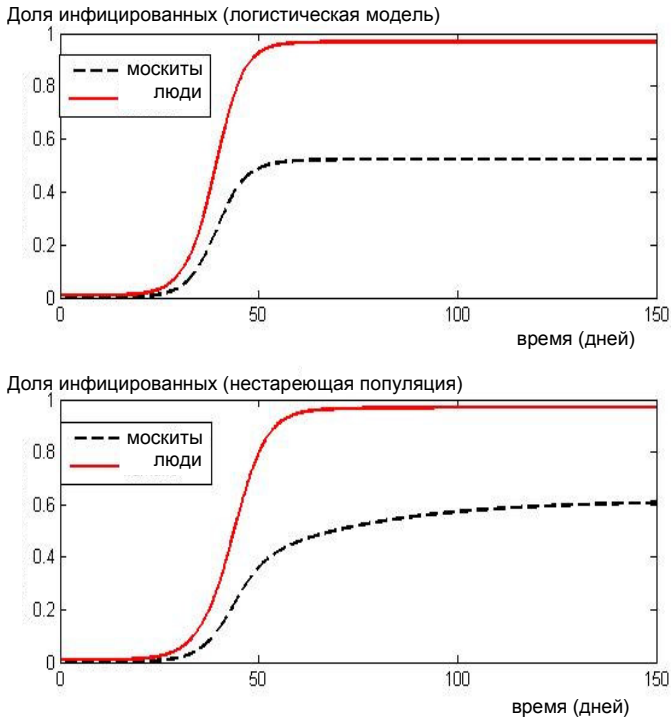 Доля инфицированных (логистическая модель)
1
москиты
люди
0.8
0.6
0.4
0.2
0
0 50 100 150
время (дней)
Доля инфицированных (нестареющая популяция)
1
москиты
люди
0.8
0.6
0.4
0.2
0
0 50 100 150
время (дней)